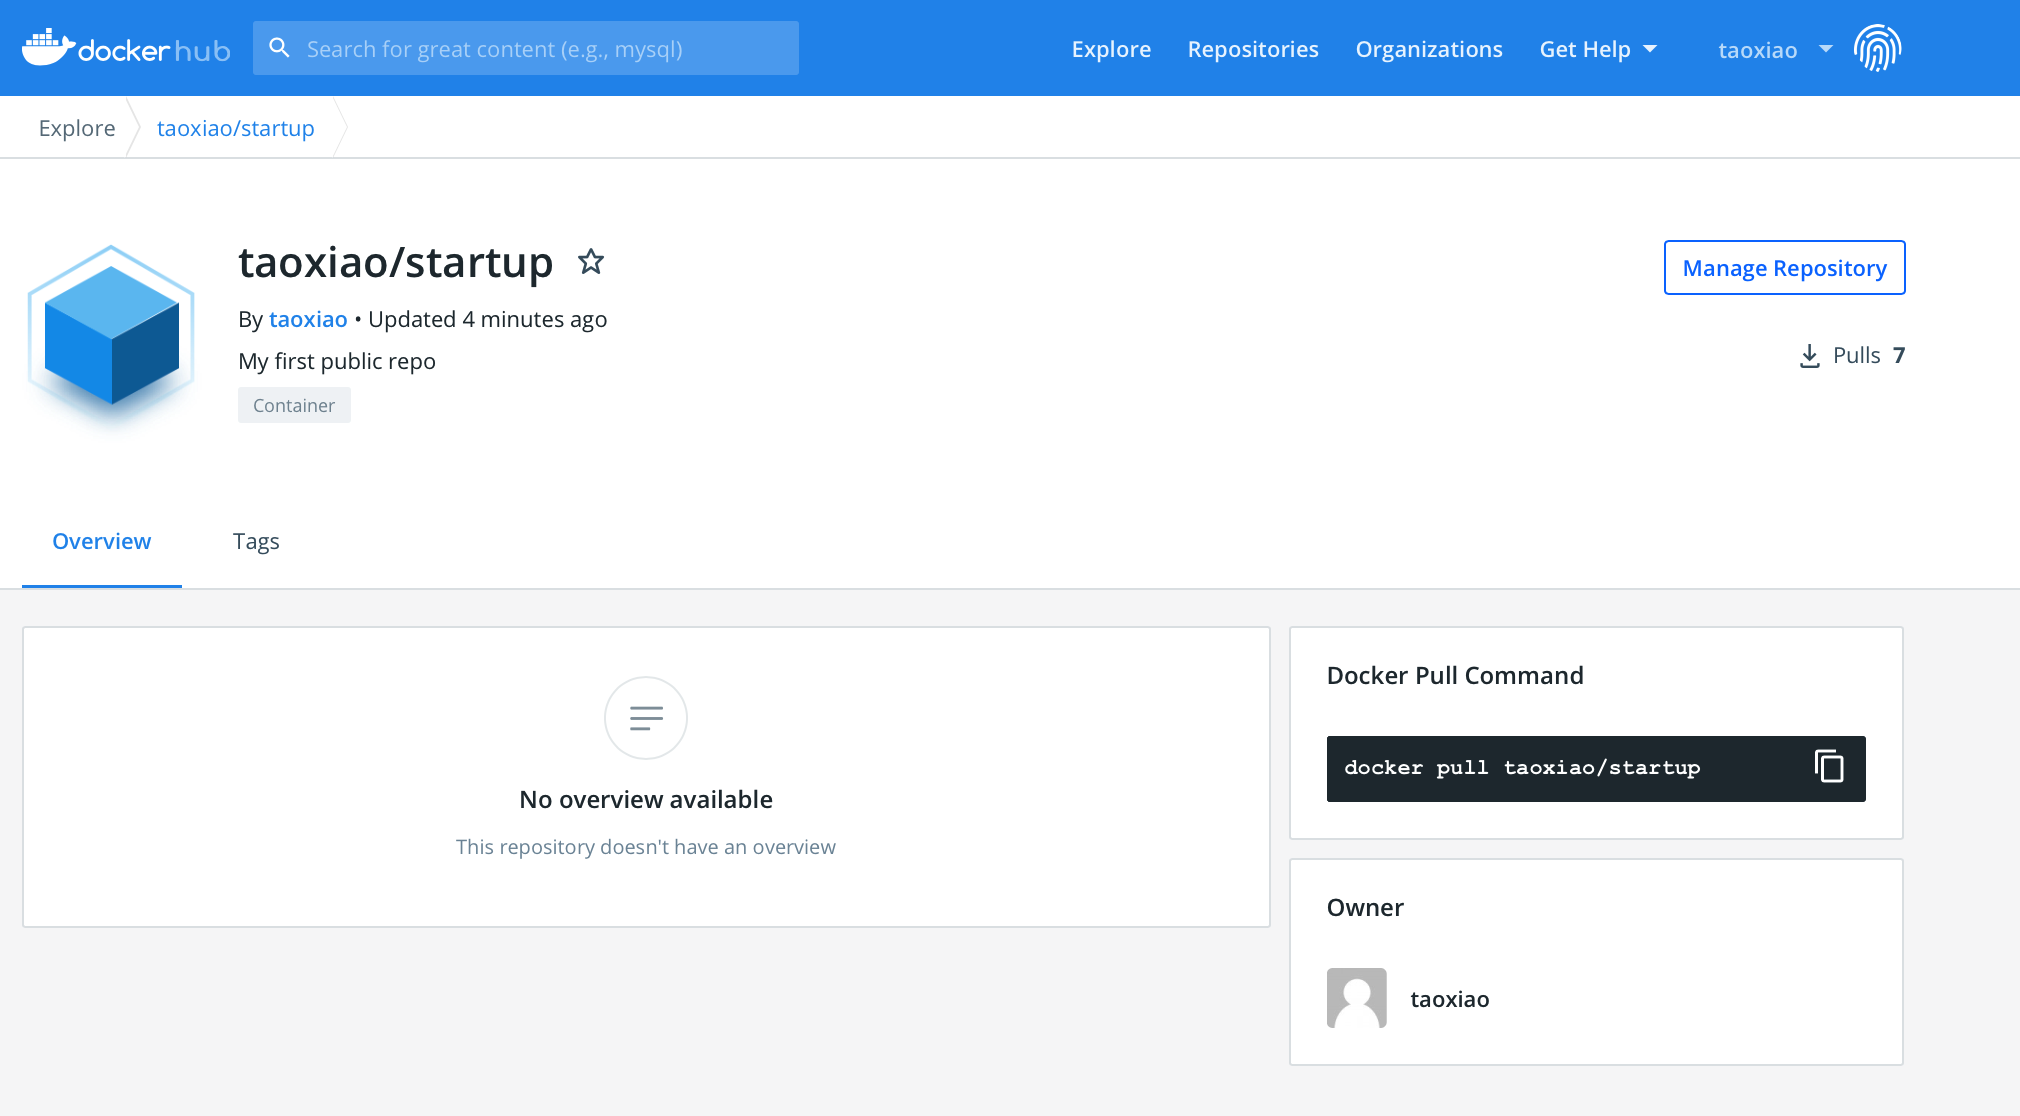 docker hub
Search for great content (e.g., mysql)
Explore
Repositories
Organizations
Get Help
taoxiao
Explore
taoxiao/startup
taoxiao/startup
By taoxiao • Updated 4 minutes ago
My first public repo
Container
Manage Repository
Pulls 7
Overview
Tags
No overview available
This repository doesn't have an overview
Docker Pull Command
docker pull taoxiao/startup
Owner
taoxiao